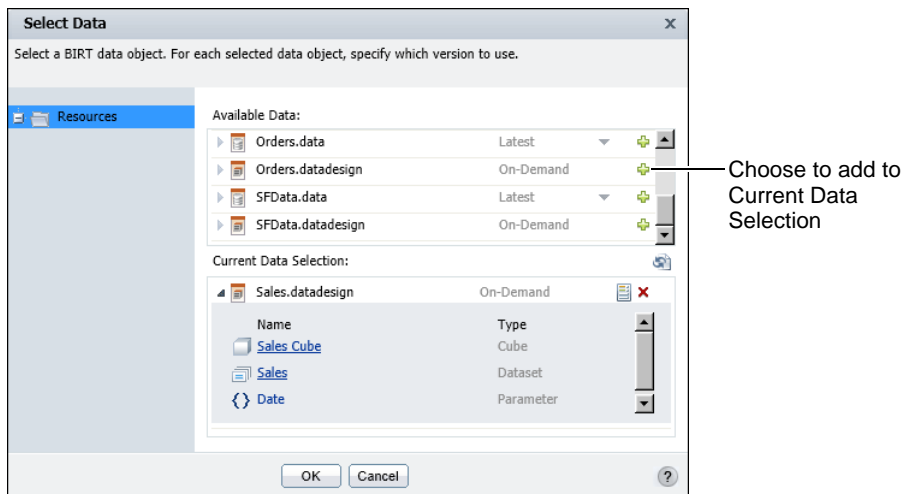 Select Data
Select a BIRT data object. For each selected data object, specify which version to use.
Resources
Available Data:
Orders.data Latest
Orders.datadesign On-Demand
SFData.data Latest
SFData.datadesign On-Demand
Choose to add to
Current Data
Selection
Current Data Selection:
Sales.datadesign On-Demand
Name Type
Sales Cube Cube
Sales Dataset
{} Date Parameter
OK Cancel ?